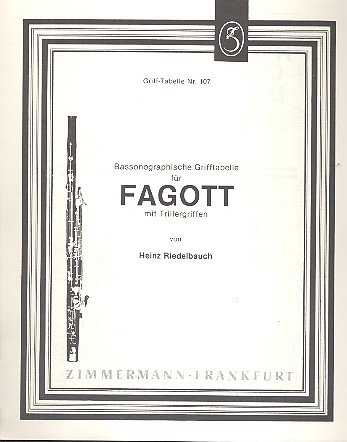 Griff-Tabelle Nr. 107
Bassonographische Grifftabelle
für
FAGOTT
mit Trillergriffen
von
Heinz Riedelbauch
ZIMMERMANN · FRANKFURT